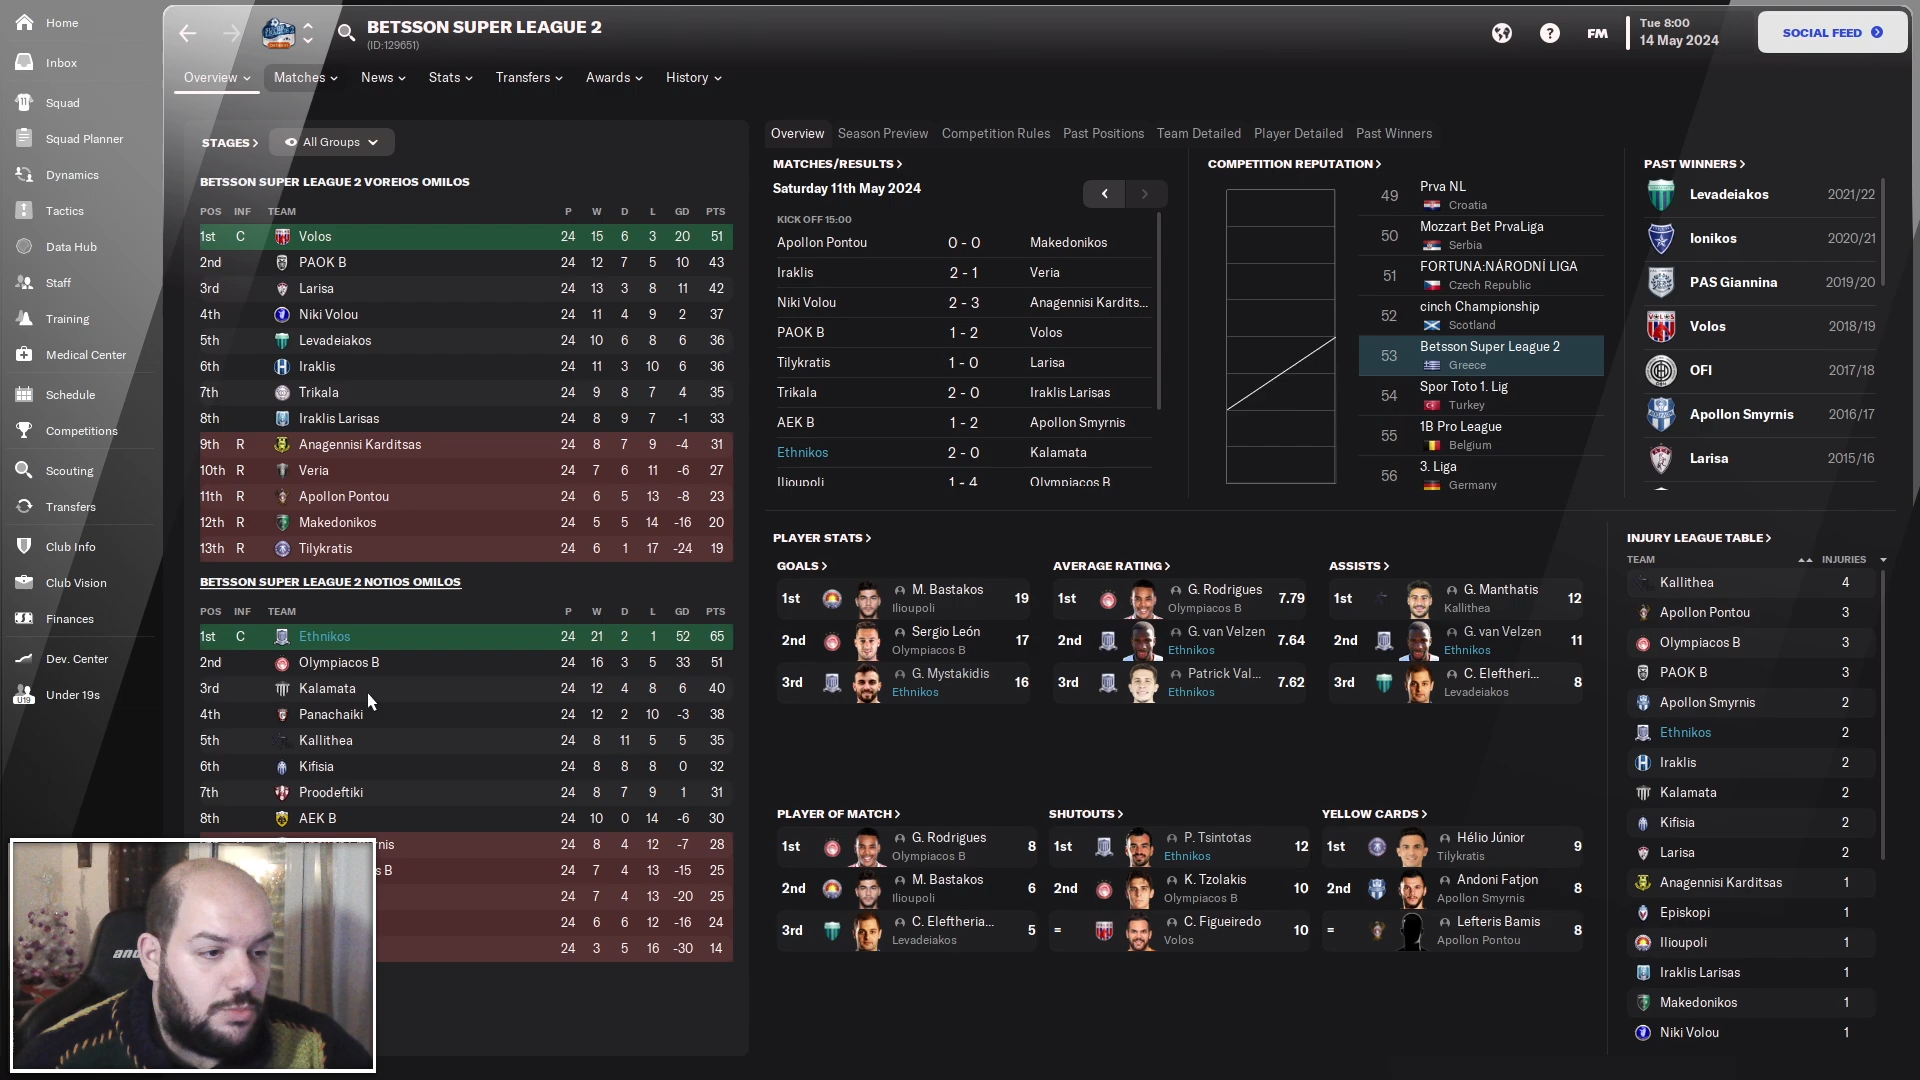 Home
Inbox
Squad
Squad Planner
Dynamics
Tactics
Data Hub
Staff
Training
Medical Center
Schedule
Competitions
Scouting
Transfers
Club Info
Club Vision
Finances
Dev. Center
Under 19s
BETSSON SUPER LEAGUE 2
(ID:129651)
FM
Tue 8:00
14 May 2024
SOCIAL FEED
Overview Matches News Stats Transfers Awards History
STAGES All Groups
BETSSON SUPER LEAGUE 2 VOREIOS OMILOS
POS INF TEAM P W D L GD PTS
1st C Volos 24 15 6 3 20 51
2nd PAOK B 24 12 7 5 10 43
3rd Larisa 24 13 3 8 11 42
4th Niki Volou 24 11 4 9 2 37
5th Levadeiakos 24 10 6 8 6 36
6th Iraklis 24 11 3 10 6 36
7th Trikala 24 9 8 7 4 35
8th Iraklis Larisas 24 8 9 7 -1 33
9th R Anagennisi Karditsas 24 8 7 9 -4 31
10th R Veria 24 7 6 11 -6 27
11th R Apollon Pontou 24 6 5 13 -8 23
12th R Makedonikos 24 5 5 14 -16 20
13th R Tilykratis 24 6 1 17 -24 19
BETSSON SUPER LEAGUE 2 NOTIOS OMILOS
POS INF TEAM P W D L GD PTS
1st C Ethnikos 24 21 2 1 52 65
2nd Olympiacos B 24 16 3 5 33 51
3rd Kalamata 24 12 4 8 6 40
4th Panachaiki 24 12 2 10 -3 38
5th Kallithea 24 8 11 5 5 35
6th Kifisia 24 8 8 8 0 32
7th Proodeftiki 24 8 7 9 1 31
8th AEK B 24 10 0 14 -6 30
nis 24 8 4 12 -7 28
s B 24 7 4 13 -15 25
24 7 4 13 -20 25
24 6 6 12 -16 24
24 3 5 16 -30 14
Overview Season Preview Competition Rules Past Positions Team Detailed Player Detailed Past Winners
MATCHES/RESULTS
Saturday 11th May 2024
KICK OFF 15:00
Apollon Pontou 0 - 0 Makedonikos
Iraklis 2 - 1 Veria
Niki Volou 2 - 3 Anagennisi Kardits...
PAOK B 1 - 2 Volos
Tilykratis 1 - 0 Larisa
Trikala 2 - 0 Iraklis Larisas
AEK B 1 - 2 Apollon Smyrnis
Ethnikos 2 - 0 Kalamata
Ilioupoli 1 - 4 Olympiacos B
COMPETITION REPUTATION
49 Prva NL
Croatia
50 Mozzart Bet PrvaLiga
Serbia
51 FORTUNA:NÁRODNÍ LIGA
Czech Republic
52 cinch Championship
Scotland
53 Betsson Super League 2
Greece
54 Spor Toto 1. Lig
Turkey
55 1B Pro League
Belgium
56 3. Liga
Germany
PAST WINNERS
Levadeiakos 2021/22
Ionikos 2020/21
PAS Giannina 2019/20
Volos 2018/19
OFI 2017/18
Apollon Smyrnis 2016/17
Larisa 2015/16
PLAYER STATS
GOALS
1st M. Bastakos 19
Ilioupoli
2nd Sergio León 17
Olympiacos B
3rd G. Mystakidis 16
Ethnikos
AVERAGE RATING
1st G. Rodrigues 7.79
Olympiacos B
2nd G. van Velzen 7.64
Ethnikos
3rd Patrick Val... 7.62
Ethnikos
ASSISTS
1st G. Manthatis 12
Kallithea
2nd G. van Velzen 11
Ethnikos
3rd C. Eleftheri... 8
Levadeiakos
PLAYER OF MATCH
1st G. Rodrigues 8
Olympiacos B
2nd M. Bastakos 6
Ilioupoli
3rd C. Eleftheria... 5
Levadeiakos
SHUTOUTS
1st P. Tsintotas 12
Ethnikos
2nd K. Tzolakis 10
Olympiacos B
= C. Figueiredo 10
Volos
YELLOW CARDS
1st Hélio Júnior 9
Tilykratis
2nd Andoni Fatjon 8
Apollon Smyrnis
= Lefteris Bamis 8
Apollon Pontou
INJURY LEAGUE TABLE
TEAM INJURIES
Kallithea 4
Apollon Pontou 3
Olympiacos B 3
PAOK B 3
Apollon Smyrnis 2
Ethnikos 2
Iraklis 2
Kalamata 2
Kifisia 2
Larisa 2
Anagennisi Karditsas 1
Episkopi 1
Ilioupoli 1
Iraklis Larisas 1
Makedonikos 1
Niki Volou 1